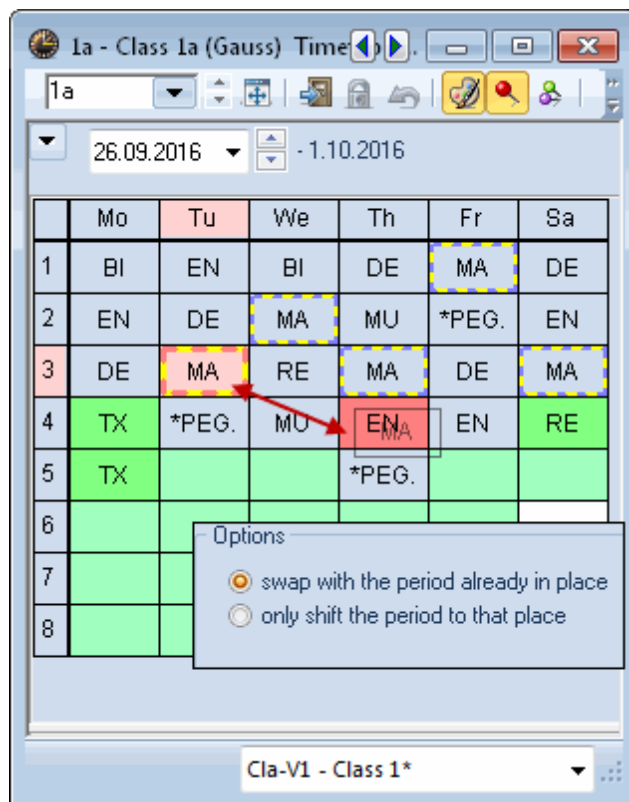 1a - Class 1a (Gauss) Time
1a
26.09.2016 - 1.10.2016
Mo Tu We Th Fr Sa
1 BI EN BI DE MA DE
2 EN DE MA MU *PEG. EN
3 DE MA RE MA DE MA
4 TX *PEG. MU EN MA EN RE
5 TX *PEG.
6
Options
7 swap with the period already in place
8 only shift the period to that place
Cla-V1 - Class 1*